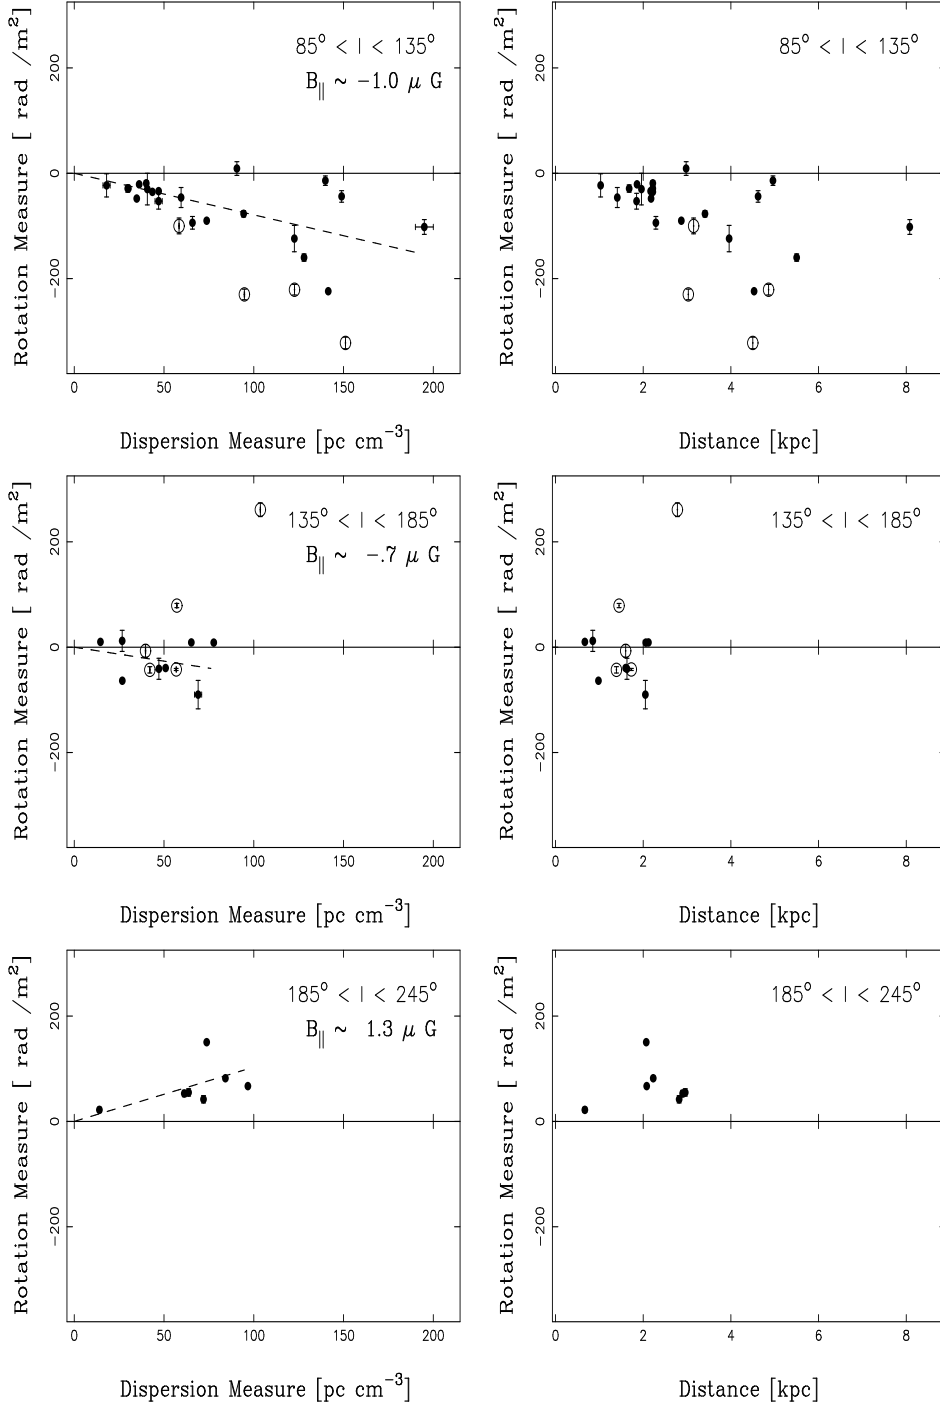 85° < l < 135°
B∥ ~ -1.0 μ G
Rotation Measure [ rad /m²]
200
0
-200
0 50 100 150 200
Dispersion Measure [pc cm⁻³]
85° < l < 135°
Rotation Measure [ rad /m²]
200
0
-200
0 2 4 6 8
Distance [kpc]
135° < l < 185°
B∥ ~ -.7 μ G
Rotation Measure [ rad /m²]
200
0
-200
0 50 100 150 200
Dispersion Measure [pc cm⁻³]
135° < l < 185°
Rotation Measure [ rad /m²]
200
0
-200
0 2 4 6 8
Distance [kpc]
185° < l < 245°
B∥ ~ 1.3 μ G
Rotation Measure [ rad /m²]
200
0
-200
0 50 100 150 200
Dispersion Measure [pc cm⁻³]
185° < l < 245°
Rotation Measure [ rad /m²]
200
0
-200
0 2 4 6 8
Distance [kpc]